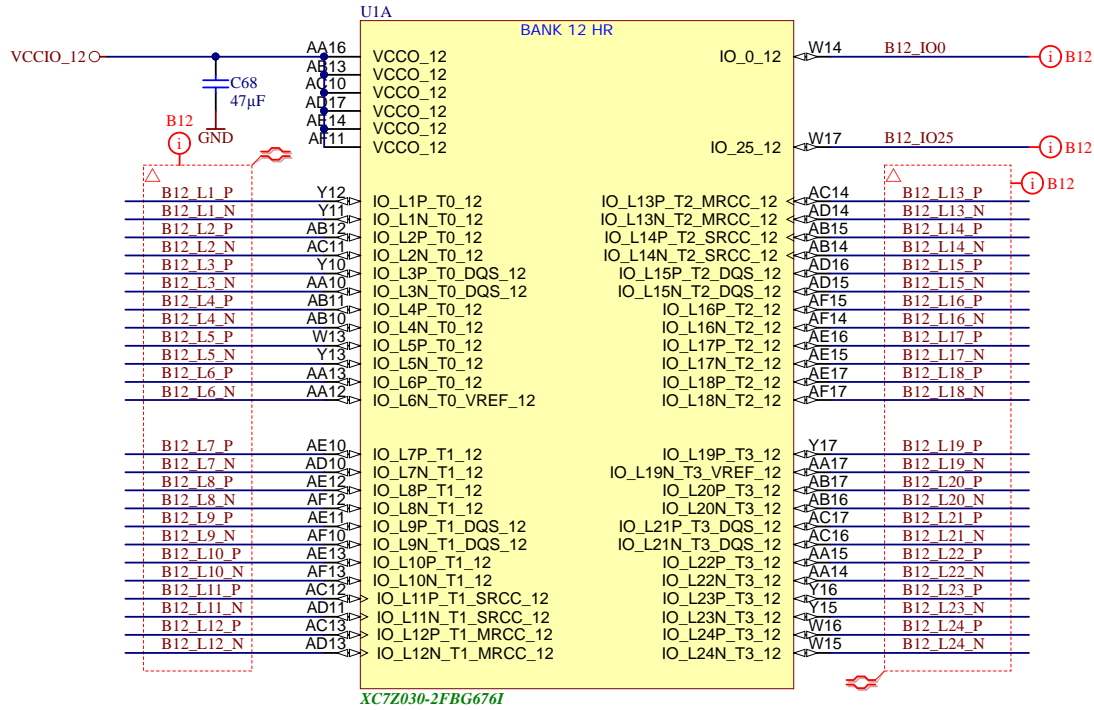 U1A
BANK 12 HR
VCCIO_12 AA16 VCCO_12 IO_0_12 W14 B12_IO0 i B12
AB13 VCCO_12
C68 AC10 VCCO_12
47µF AD17 VCCO_12
AE14 VCCO_12
B12 GND AF11 VCCO_12 IO_25_12 W17 B12_IO25 i B12
i
i B12
B12_L1_P Y12 IO_L1P_T0_12 IO_L13P_T2_MRCC_12 AC14 B12_L13_P
B12_L1_N Y11 IO_L1N_T0_12 IO_L13N_T2_MRCC_12 AD14 B12_L13_N
B12_L2_P AB12 IO_L2P_T0_12 IO_L14P_T2_SRCC_12 AB15 B12_L14_P
B12_L2_N AC11 IO_L2N_T0_12 IO_L14N_T2_SRCC_12 AB14 B12_L14_N
B12_L3_P Y10 IO_L3P_T0_DQS_12 IO_L15P_T2_DQS_12 AD16 B12_L15_P
B12_L3_N AA10 IO_L3N_T0_DQS_12 IO_L15N_T2_DQS_12 AD15 B12_L15_N
B12_L4_P AB11 IO_L4P_T0_12 IO_L16P_T2_12 AF15 B12_L16_P
B12_L4_N AB10 IO_L4N_T0_12 IO_L16N_T2_12 AF14 B12_L16_N
B12_L5_P W13 IO_L5P_T0_12 IO_L17P_T2_12 AE16 B12_L17_P
B12_L5_N Y13 IO_L5N_T0_12 IO_L17N_T2_12 AE15 B12_L17_N
B12_L6_P AA13 IO_L6P_T0_12 IO_L18P_T2_12 AE17 B12_L18_P
B12_L6_N AA12 IO_L6N_T0_VREF_12 IO_L18N_T2_12 AF17 B12_L18_N
B12_L7_P AE10 IO_L7P_T1_12 IO_L19P_T3_12 Y17 B12_L19_P
B12_L7_N AD10 IO_L7N_T1_12 IO_L19N_T3_VREF_12 AA17 B12_L19_N
B12_L8_P AE12 IO_L8P_T1_12 IO_L20P_T3_12 AB17 B12_L20_P
B12_L8_N AF12 IO_L8N_T1_12 IO_L20N_T3_12 AB16 B12_L20_N
B12_L9_P AE11 IO_L9P_T1_DQS_12 IO_L21P_T3_DQS_12 AC17 B12_L21_P
B12_L9_N AF10 IO_L9N_T1_DQS_12 IO_L21N_T3_DQS_12 AC16 B12_L21_N
B12_L10_P AE13 IO_L10P_T1_12 IO_L22P_T3_12 AA15 B12_L22_P
B12_L10_N AF13 IO_L10N_T1_12 IO_L22N_T3_12 AA14 B12_L22_N
B12_L11_P AC12 IO_L11P_T1_SRCC_12 IO_L23P_T3_12 Y16 B12_L23_P
B12_L11_N AD11 IO_L11N_T1_SRCC_12 IO_L23N_T3_12 Y15 B12_L23_N
B12_L12_P AC13 IO_L12P_T1_MRCC_12 IO_L24P_T3_12 W16 B12_L24_P
B12_L12_N AD13 IO_L12N_T1_MRCC_12 IO_L24N_T3_12 W15 B12_L24_N
XC7Z030-2FBG676I